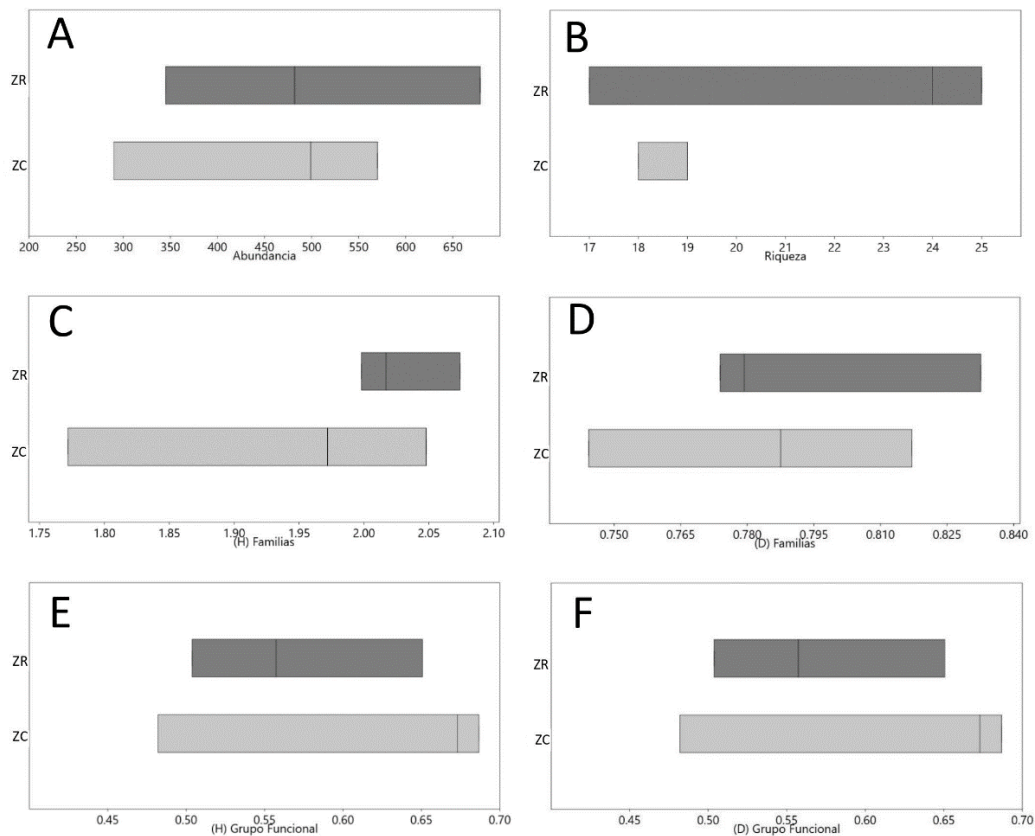 A
ZR
ZC
200 250 300 350 400 450 500 550 600 650
Abundancia
B
ZR
ZC
17 18 19 20 21 22 23 24 25
Riqueza
C
ZR
ZC
1.75 1.80 1.85 1.90 1.95 2.00 2.05 2.10
(H) Familias
D
ZR
ZC
0.750 0.765 0.780 0.795 0.810 0.825 0.840
(D) Familias
E
ZR
ZC
0.45 0.50 0.55 0.60 0.65 0.70
(H) Grupo Funcional
F
ZR
ZC
0.45 0.50 0.55 0.60 0.65 0.70
(D) Grupo Funcional